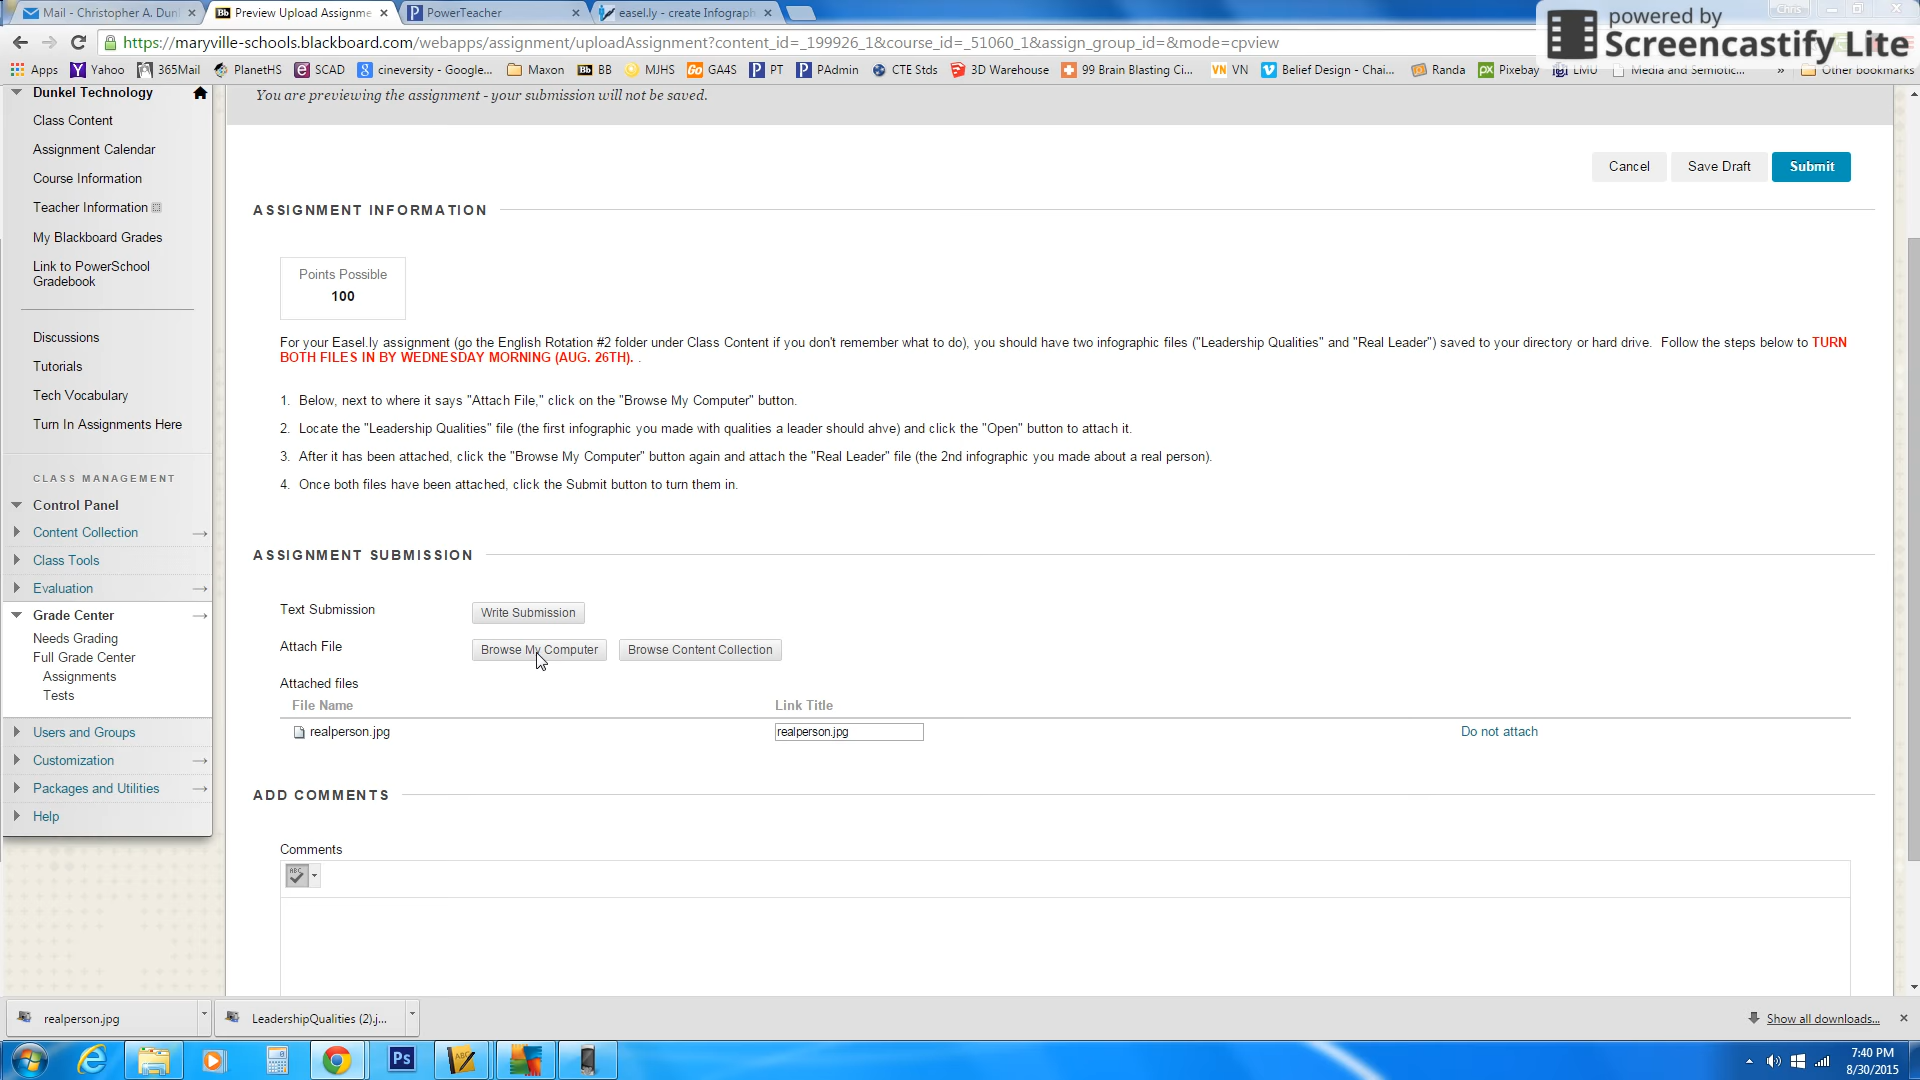 Mail - Christopher A. Dun
Preview Upload Assignme
PowerTeacher
easel.ly - create Infograph
Chris
powered by
Screencastify Lite
https://maryville-schools.blackboard.com/webapps/assignment/uploadAssignment?content_id=_199926_1&course_id=_51060_1&assign_group_id=&mode=cpview
Apps Yahoo 365Mail PlanetHS SCAD cineversity - Google... Maxon BB MJHS GA4S PT PAdmin CTE Stds 3D Warehouse 99 Brain Blasting Ci... VN Belief Design - Chai... Randa Pixebay LMU Media and Semiotic... » Other bookmarks
Dunkel Technology
Class Content
Assignment Calendar
Course Information
Teacher Information
My Blackboard Grades
Link to PowerSchool
Gradebook
Discussions
Tutorials
Tech Vocabulary
Turn In Assignments Here
CLASS MANAGEMENT
Control Panel
Content Collection
Class Tools
Evaluation
Grade Center
Needs Grading
Full Grade Center
Assignments
Tests
Users and Groups
Customization
Packages and Utilities
Help
You are previewing the assignment - your submission will not be saved.
Cancel
Save Draft
Submit
ASSIGNMENT INFORMATION
Points Possible
100
For your Easel.ly assignment (go the English Rotation #2 folder under Class Content if you don't remember what to do), you should have two infographic files ("Leadership Qualities" and "Real Leader") saved to your directory or hard drive. Follow the steps below to TURN
BOTH FILES IN BY WEDNESDAY MORNING (AUG. 26TH). .
1. Below, next to where it says "Attach File," click on the "Browse My Computer" button.
2. Locate the "Leadership Qualities" file (the first infographic you made with qualities a leader should ahve) and click the "Open" button to attach it.
3. After it has been attached, click the "Browse My Computer" button again and attach the "Real Leader" file (the 2nd infographic you made about a real person).
4. Once both files have been attached, click the Submit button to turn them in.
ASSIGNMENT SUBMISSION
Text Submission
Write Submission
Attach File
Browse My Computer
Browse Content Collection
Attached files
File Name
Link Title
realperson.jpg
realperson.jpg
Do not attach
ADD COMMENTS
Comments
ABC
realperson.jpg
LeadershipQualities (2).j...
Show all downloads...
Ps
ABC
7:40 PM
8/30/2015